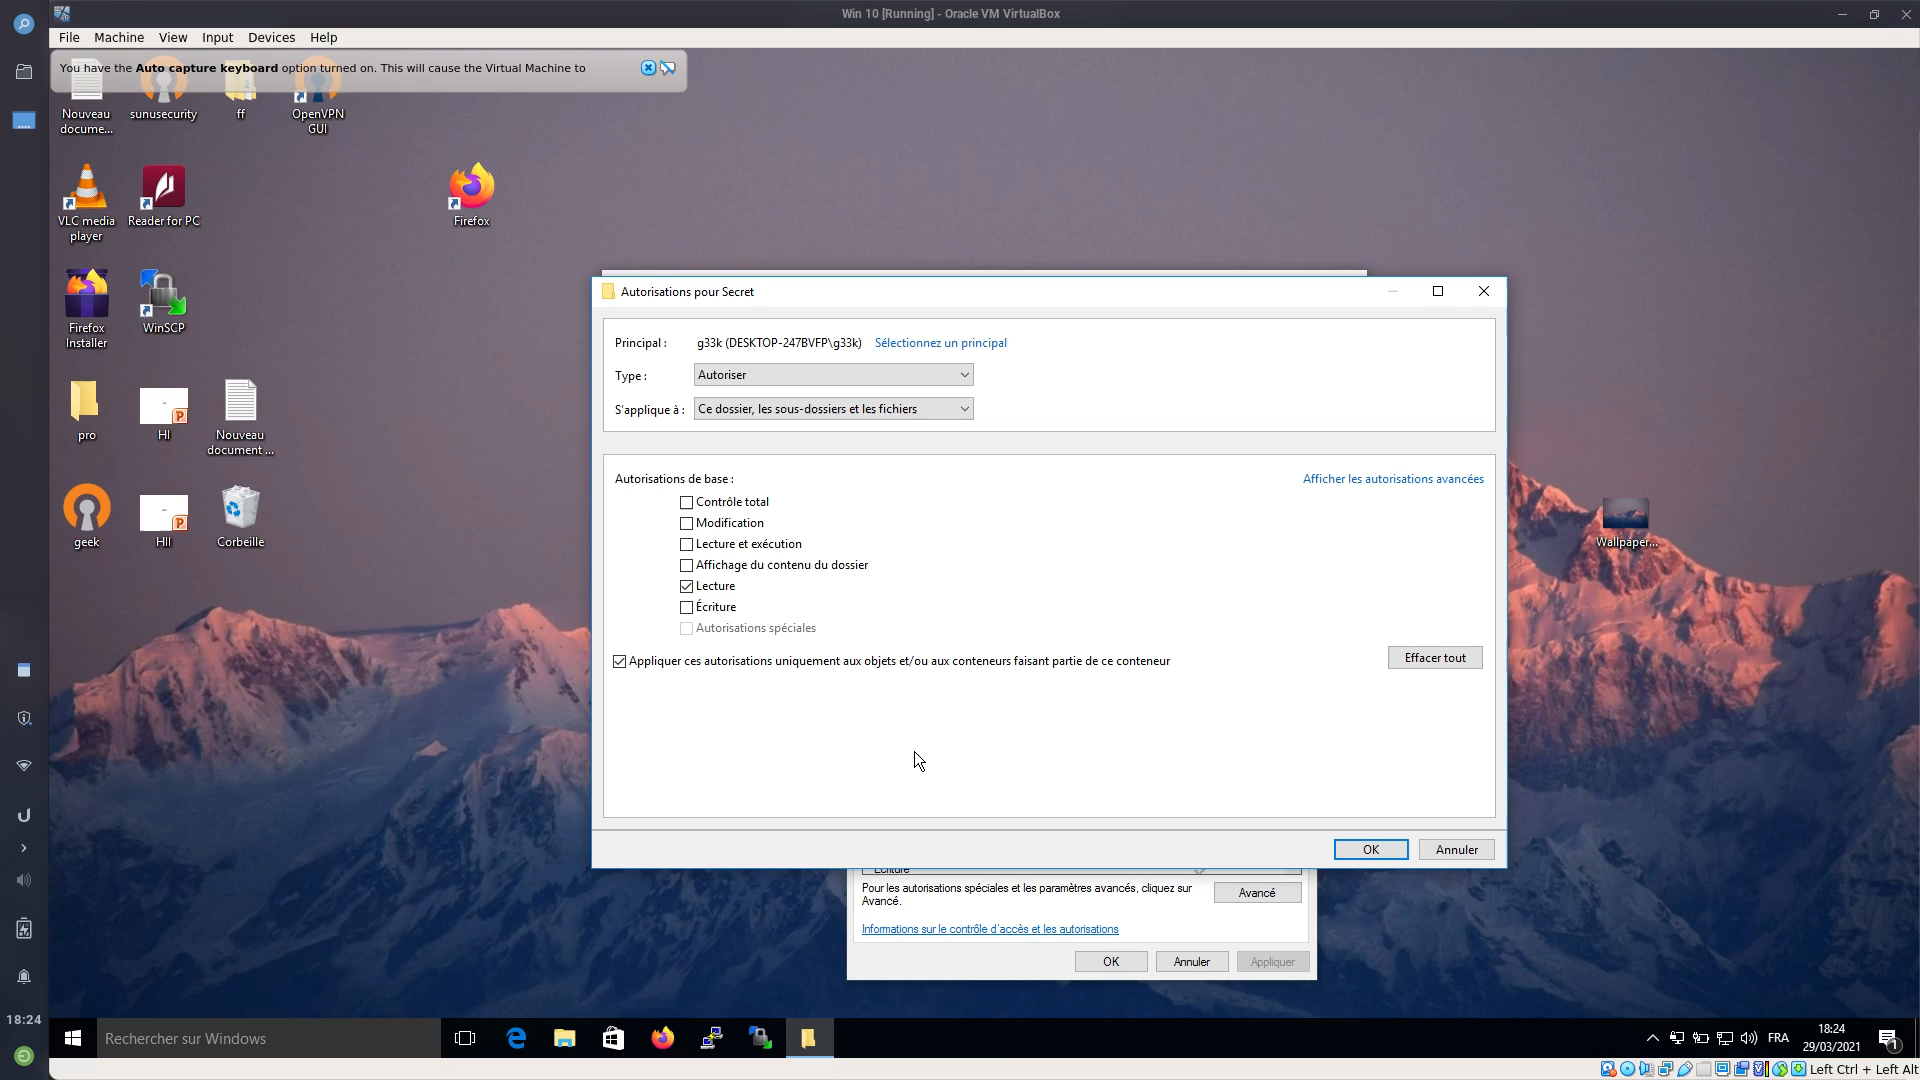 Win 10 [Running] - Oracle VM VirtualBox
File Machine View Input Devices Help
You have the Auto capture keyboard option turned on. This will cause the Virtual Machine to
Nouveau
docume...
sunusecurity
ff
OpenVPN
GUI
VLC media
player
Reader for PC
Firefox
Firefox
Installer
WinSCP
pro
HI
Nouveau
document ...
geek
HII
Corbeille
Wallpaper...
Autorisations pour Secret
Principal : g33k (DESKTOP-247BVFP\g33k) Sélectionnez un principal
Type : Autoriser
S'applique à : Ce dossier, les sous-dossiers et les fichiers
Autorisations de base : Afficher les autorisations avancées
Contrôle total
Modification
Lecture et exécution
Affichage du contenu du dossier
Lecture
Écriture
Autorisations spéciales
Appliquer ces autorisations uniquement aux objets et/ou aux conteneurs faisant partie de ce conteneur
Effacer tout
OK Annuler
Écriture
Pour les autorisations spéciales et les paramètres avancés, cliquez sur
Avancé.
Avancé
Informations sur le contrôle d'accès et les autorisations
OK Annuler Appliquer
18:24
Rechercher sur Windows
FRA
18:24
29/03/2021
1
Left Ctrl + Left Alt